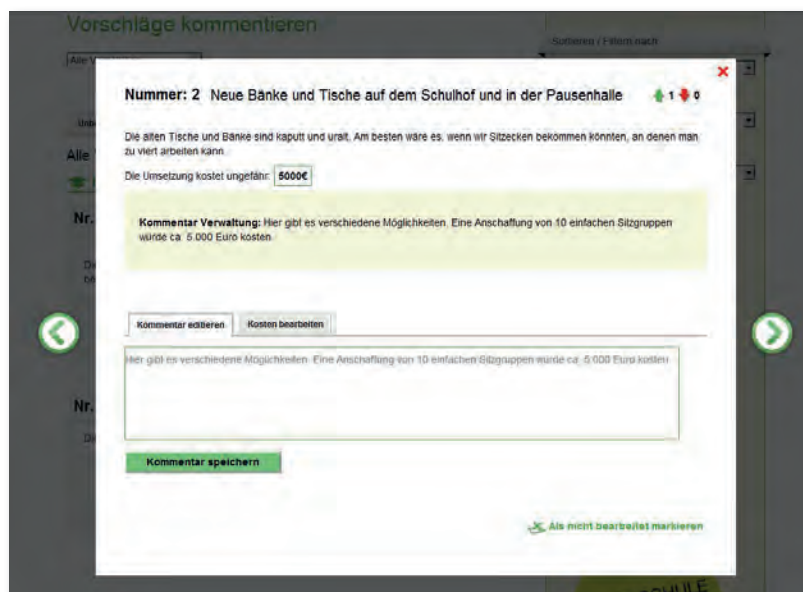 Vorschläge kommentieren
Sortieren / Filtern nach
Alle V
Alle
Nr.
Nr.
Nummer: 2 Neue Bänke und Tische auf dem Schulhof und in der Pausenhalle 1 0
Die alten Tische und Bänke sind kaputt und uralt. Am besten wäre es, wenn wir Sitzecken bekommen könnten, an denen man
zu viert arbeiten kann.
Die Umsetzung kostet ungefähr: 5000€
Kommentar Verwaltung: Hier gibt es verschiedene Möglichkeiten. Eine Anschaffung von 10 einfachen Sitzgruppen
würde ca. 5.000 Euro kosten.
Kommentar editieren Kosten bearbeiten
Hier gibt es verschiedene Möglichkeiten. Eine Anschaffung von 10 einfachen Sitzgruppen würde ca. 5.000 Euro kosten.
Kommentar speichern
Als nicht bearbeitet markieren